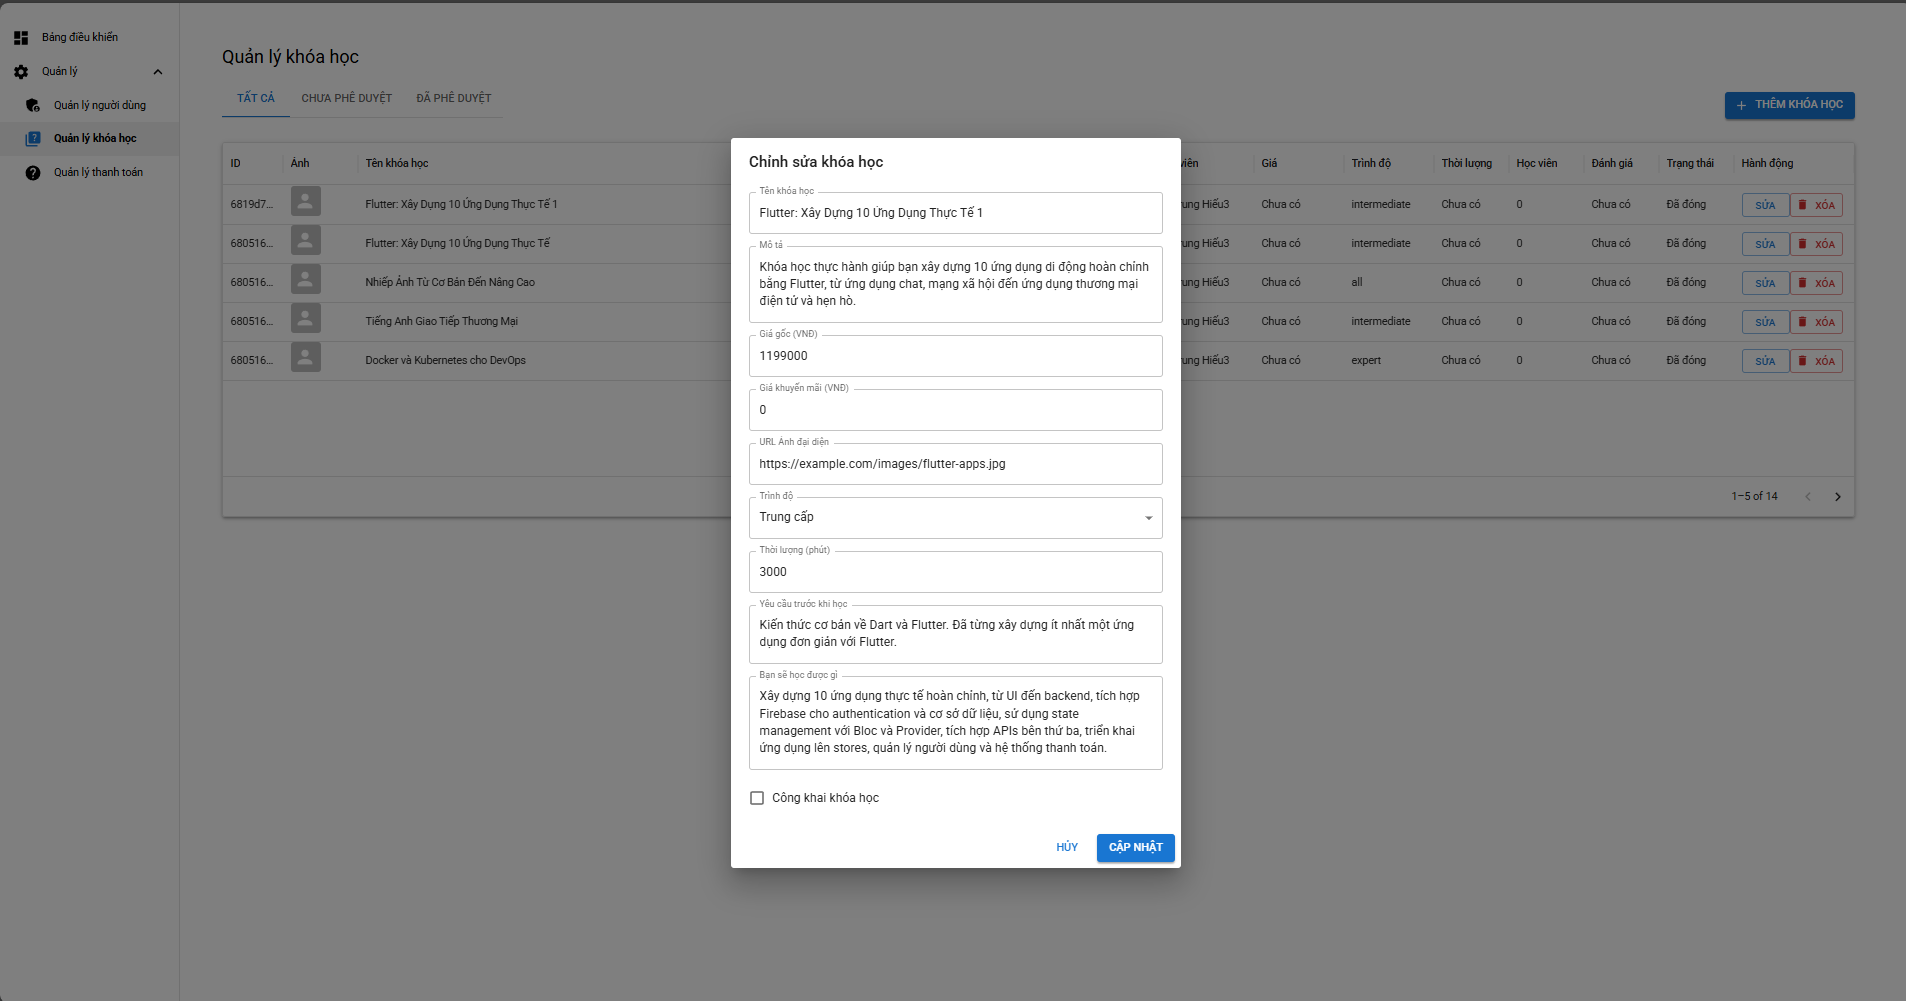 Bảng điều khiển
Quản lý
Quản lý người dùng
Quản lý khóa học
Quản lý thanh toán
Quản lý khóa học
TẤT CẢ CHƯA PHÊ DUYỆT ĐÃ PHÊ DUYỆT
THÊM KHÓA HỌC
ID Ảnh Tên khóa học viên Giá Trình độ Thời lượng Học viên Đánh giá Trạng thái Hành động
6819d7... Flutter: Xây Dựng 10 Ứng Dụng Thực Tế 1 rung Hiếu3 Chưa có intermediate Chưa có 0 Chưa có Đã đóng SỬA XÓA
680516... Flutter: Xây Dựng 10 Ứng Dụng Thực Tế rung Hiếu3 Chưa có intermediate Chưa có 0 Chưa có Đã đóng SỬA XÓA
680516... Nhiếp Ảnh Từ Cơ Bản Đến Nâng Cao rung Hiếu3 Chưa có all Chưa có 0 Chưa có Đã đóng SỬA XÓA
680516... Tiếng Anh Giao Tiếp Thương Mại rung Hiếu3 Chưa có intermediate Chưa có 0 Chưa có Đã đóng SỬA XÓA
680516... Docker và Kubernetes cho DevOps rung Hiếu3 Chưa có expert Chưa có 0 Chưa có Đã đóng SỬA XÓA
1–5 of 14
Chỉnh sửa khóa học
Tên khóa học
Flutter: Xây Dựng 10 Ứng Dụng Thực Tế 1
Mô tả
Khóa học thực hành giúp bạn xây dựng 10 ứng dụng di động hoàn chỉnh
bằng Flutter, từ ứng dụng chat, mạng xã hội đến ứng dụng thương mại
điện tử và hẹn hò.
Giá gốc (VNĐ)
1199000
Giá khuyến mãi (VNĐ)
0
URL Ảnh đại diện
https://example.com/images/flutter-apps.jpg
Trình độ
Trung cấp
Thời lượng (phút)
3000
Yêu cầu trước khi học
Kiến thức cơ bản về Dart và Flutter. Đã từng xây dựng ít nhất một ứng
dụng đơn giản với Flutter.
Bạn sẽ học được gì
Xây dựng 10 ứng dụng thực tế hoàn chỉnh, từ UI đến backend, tích hợp
Firebase cho authentication và cơ sở dữ liệu, sử dụng state
management với Bloc và Provider, tích hợp APIs bên thứ ba, triển khai
ứng dụng lên stores, quản lý người dùng và hệ thống thanh toán.
Công khai khóa học
HỦY CẬP NHẬT